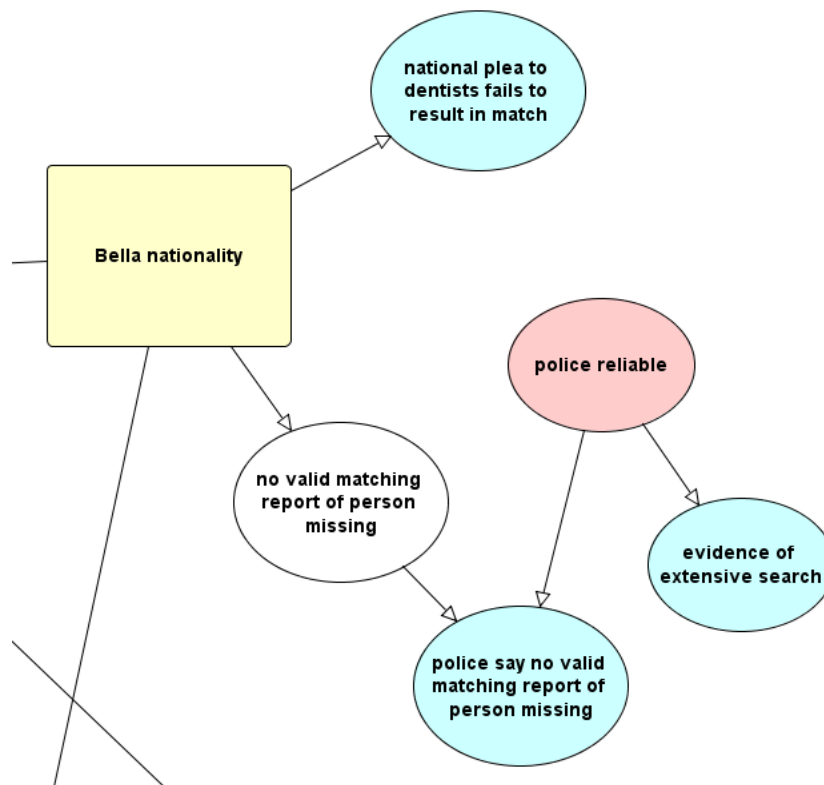 national plea to
dentists fails to
result in match
Bella nationality
police reliable
no valid matching
report of person
missing
evidence of
extensive search
police say no valid
matching report of
person missing